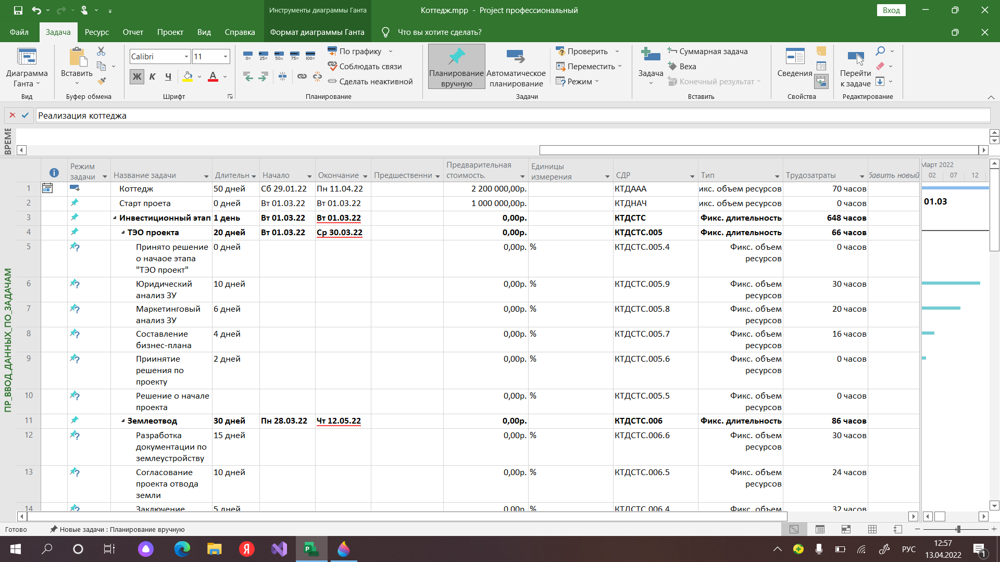 Инструменты диаграммы Ганта
Коттедж.mpp - Project профессиональный
Вход
Файл Задача Ресурс Отчет Проект Вид Справка Формат диаграммы Ганта Что вы хотите сделать?
Диаграмма Ганта
Вид
Вставить
Буфер обмена
Calibri 11
Ж К Ч А
Шрифт
0% 25% 50% 75% 100%
По графику
Соблюдать связи
Сделать неактивной
Планирование
Планирование вручную
Автоматическое планирование
Проверить
Переместить
Режим
Задачи
Задача
Суммарная задача
Веха
Конечный результат
Вставить
Сведения
Свойства
Перейти к задаче
Редактирование
Реализация коттеджа
ВРЕМЕ
ПР_ВВОД_ДАННЫХ_ПО_ЗАДАЧАМ
Режим задачи Название задачи Длительн Начало Окончание Предшественни Предварительная стоимость. Единицы измерения СДР Тип Трудозатраты бавить новый
Март 2022
02 07 12
1 Коттедж 50 дней Сб 29.01.22 Пн 11.04.22 2 200 000,00р. КТДААА икс. объем ресурсов 70 часов
2 Старт проета 0 дней Вт 01.03.22 Вт 01.03.22 1 000 000,00р. КТДНАЧ икс. объем ресурсов 0 часов 01.03
3 Инвестиционный этап 1 день Вт 01.03.22 Вт 01.03.22 0,00р. КТДСТС Фикс. длительность 648 часов
4 ТЭО проекта 20 дней Вт 01.03.22 Ср 30.03.22 0,00р. КТДСТС.005 Фикс. длительность 66 часов
5 Принято решение о начаое этапа "ТЭО проект" 0 дней 0,00р. % КТДСТС.005.4 Фикс. объем ресурсов 0 часов
6 Юридический анализ ЗУ 10 дней 0,00р. % КТДСТС.005.9 Фикс. объем ресурсов 30 часов
7 Маркетинговый анализ ЗУ 6 дней 0,00р. % КТДСТС.005.8 Фикс. объем ресурсов 20 часов
8 Составление бизнес-плана 4 дней 0,00р. % КТДСТС.005.7 Фикс. объем ресурсов 16 часов
9 Приинятие решения по проекту 2 дней 0,00р. % КТДСТС.005.6 Фикс. объем ресурсов 0 часов
10 Решение о начале проекта 0,00р. % КТДСТС.005.5 Фикс. объем ресурсов 0 часов
11 Землеотвод 30 дней Пн 28.03.22 Чт 12.05.22 0,00р. КТДСТС.006 Фикс. длительность 86 часов
12 Разработка документации по землеустройству 15 дней 0,00р. % КТДСТС.006.6 Фикс. объем ресурсов 30 часов
13 Согласование проекта отвода земли 10 дней 0,00р. % КТДСТС.006.5 Фикс. объем ресурсов 24 часов
14 Заключение 5 дней 0,00р. % КТДСТС.006.4 Фикс. объем 32 часов
Готово Новые задачи : Планирование вручную
РУС
12:57
13.04.2022
1